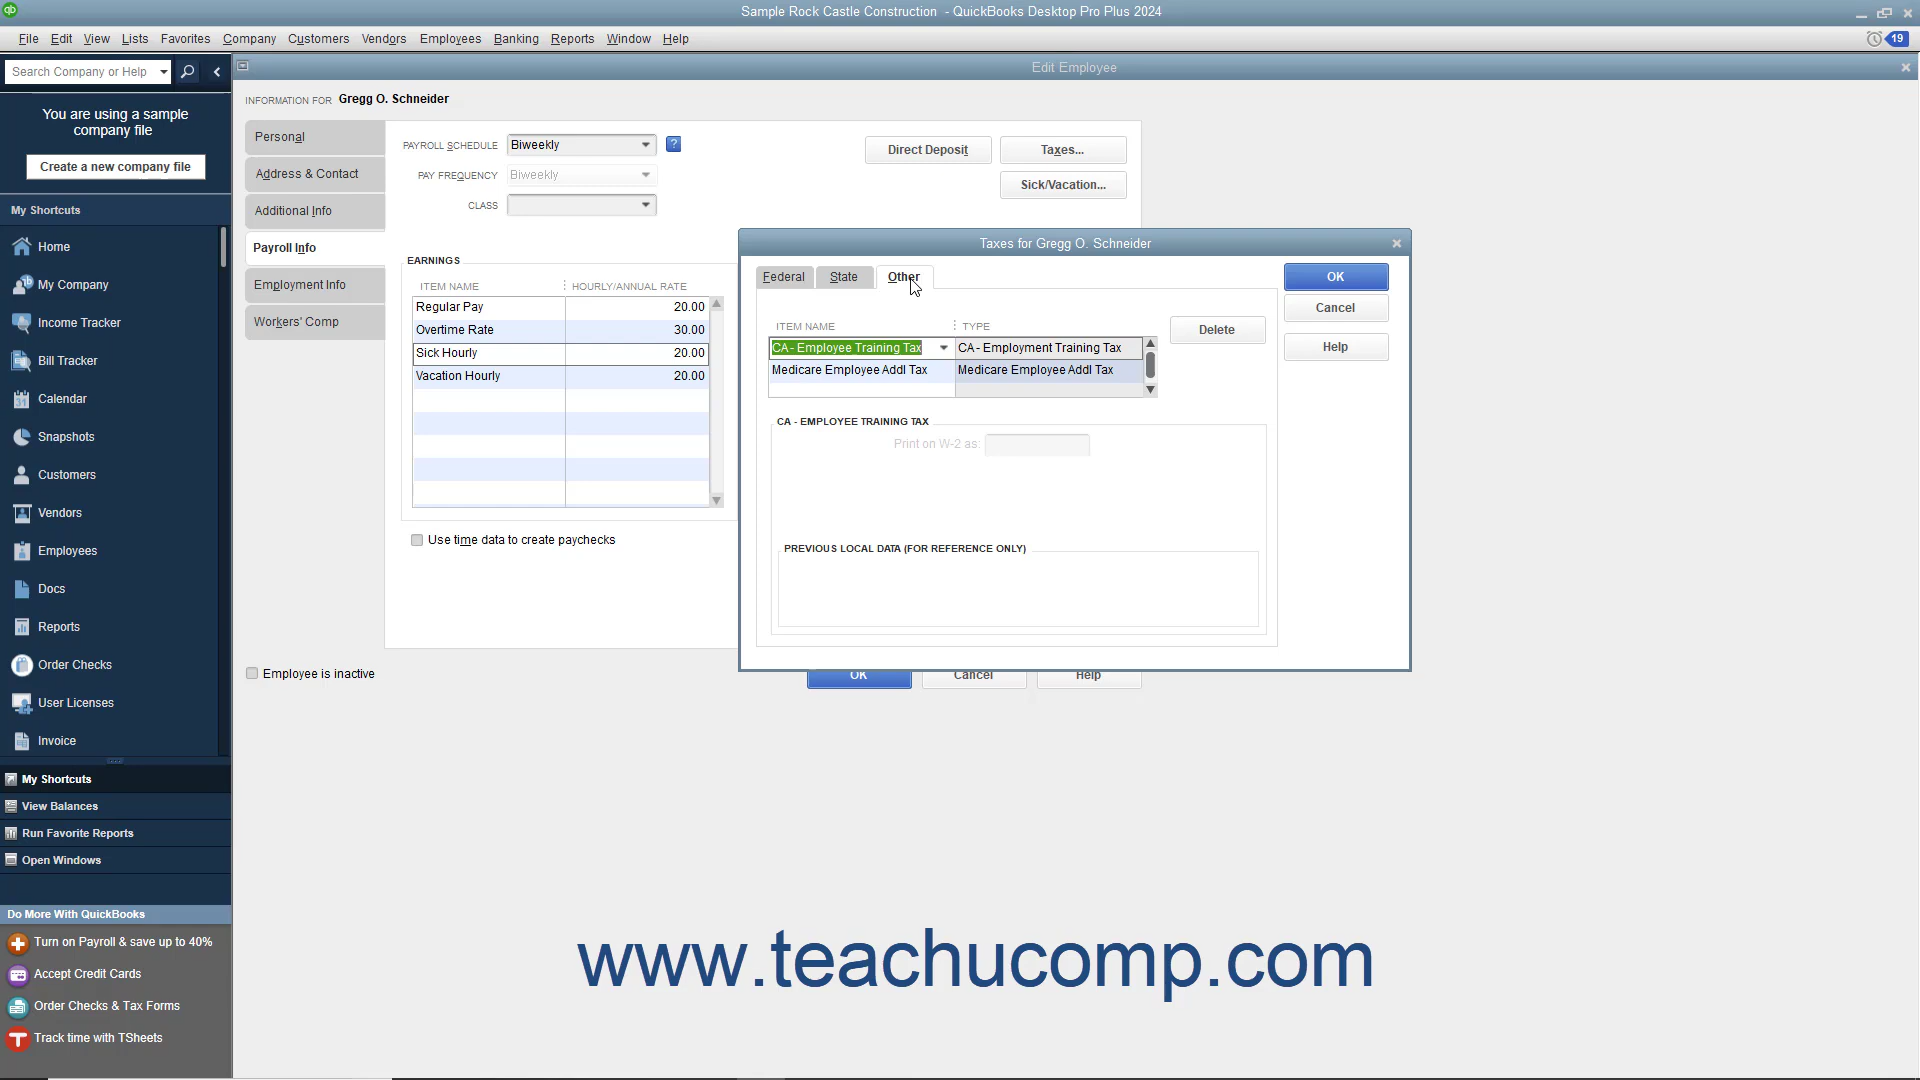 Sample Rock Castle Construction - QuickBooks Desktop Pro Plus 2024
File Edit View Lists Favorites Company Customers Vendors Employees Banking Reports Window Help
19
Search Company or Help
You are using a sample
company file
Create a new company file
My Shortcuts
Home
My Company
Income Tracker
Bill Tracker
Calendar
Snapshots
Customers
Vendors
Employees
Docs
Reports
Order Checks
User Licenses
Invoice
My Shortcuts
View Balances
Run Favorite Reports
Open Windows
Do More With QuickBooks
Turn on Payroll & save up to 40%
Accept Credit Cards
Order Checks & Tax Forms
Track time with TSheets
Edit Employee
INFORMATION FOR Gregg O. Schneider
Personal
Address & Contact
Additional Info
Payroll Info
Employment Info
Workers' Comp
PAYROLL SCHEDULE Biweekly ?
PAY FREQUENCY Biweekly
CLASS
Direct Deposit
Taxes...
Sick/Vacation...
EARNINGS
ITEM NAME HOURLY/ANNUAL RATE
Regular Pay 20.00
Overtime Rate 30.00
Sick Hourly 20.00
Vacation Hourly 20.00
Use time data to create paychecks
Employee is inactive
OK Cancel Help
Taxes for Gregg O. Schneider
Federal State Other
OK
Cancel
Help
ITEM NAME TYPE
Delete
CA - Employee Training Tax CA - Employment Training Tax
Medicare Employee Addl Tax Medicare Employee Addl Tax
CA - EMPLOYEE TRAINING TAX
Print on W-2 as:
PREVIOUS LOCAL DATA (FOR REFERENCE ONLY)
www.teachucomp.com